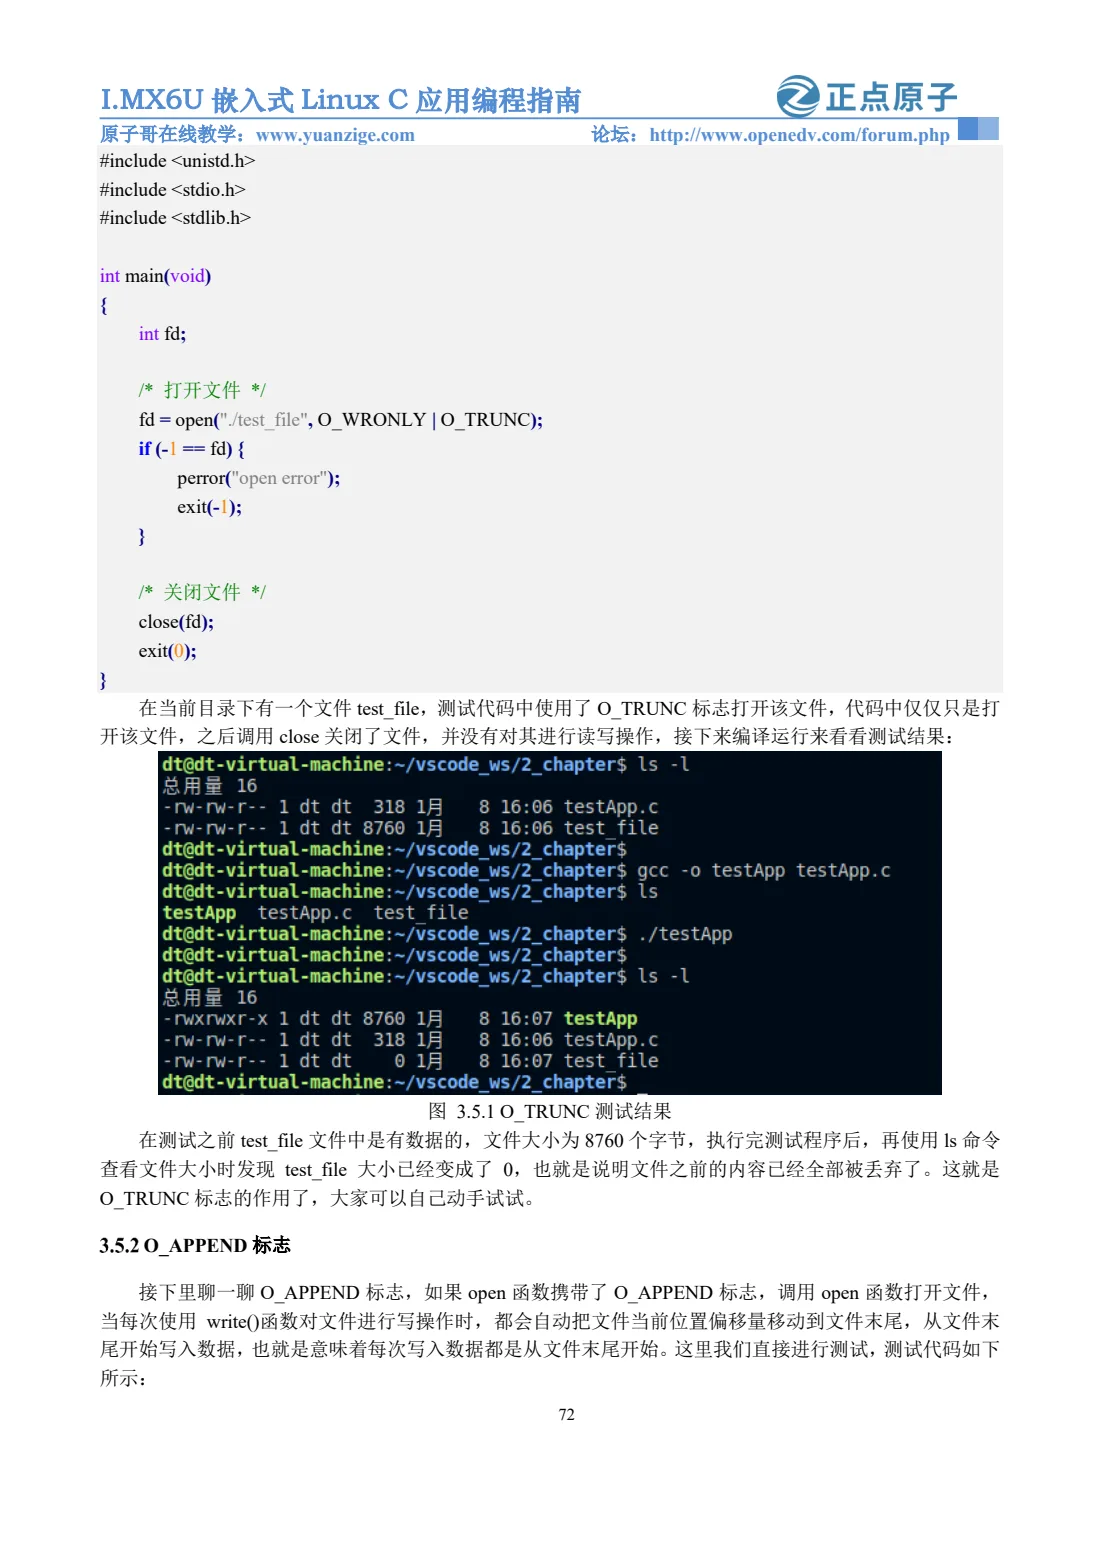 I.MX6U 嵌入式 Linux C 应用编程指南
正点原子
原子哥在线教学：www.yuanzige.com 论坛：http://www.openedv.com/forum.php
#include <unistd.h>
#include <stdio.h>
#include <stdlib.h>
int main(void)
{
int fd;
/* 打开文件 */
fd = open("./test_file", O_WRONLY | O_TRUNC);
if (-1 == fd) {
perror("open error");
exit(-1);
}
/* 关闭文件 */
close(fd);
exit(0);
}
在当前目录下有一个文件 test_file，测试代码中使用了 O_TRUNC 标志打开该文件，代码中仅仅只是打
开该文件，之后调用 close 关闭了文件，并没有对其进行读写操作，接下来编译运行来看看测试结果：
dt@dt-virtual-machine:~/vscode_ws/2_chapter$ ls -l
总用量 16
-rw-rw-r-- 1 dt dt  318 1月   8 16:06 testApp.c
-rw-rw-r-- 1 dt dt 8760 1月   8 16:06 test_file
dt@dt-virtual-machine:~/vscode_ws/2_chapter$
dt@dt-virtual-machine:~/vscode_ws/2_chapter$ gcc -o testApp testApp.c
dt@dt-virtual-machine:~/vscode_ws/2_chapter$ ls
testApp  testApp.c  test_file
dt@dt-virtual-machine:~/vscode_ws/2_chapter$ ./testApp
dt@dt-virtual-machine:~/vscode_ws/2_chapter$
dt@dt-virtual-machine:~/vscode_ws/2_chapter$ ls -l
总用量 16
-rwxrwxr-x 1 dt dt 8760 1月   8 16:07 testApp
-rw-rw-r-- 1 dt dt  318 1月   8 16:06 testApp.c
-rw-rw-r-- 1 dt dt    0 1月   8 16:07 test_file
dt@dt-virtual-machine:~/vscode_ws/2_chapter$
图 3.5.1 O_TRUNC 测试结果
在测试之前 test_file 文件中是有数据的，文件大小为 8760 个字节，执行完测试程序后，再使用 ls 命令
查看文件大小时发现 test_file 大小已经变成了 0，也就是说明文件之前的内容已经全部被丢弃了。这就是
O_TRUNC 标志的作用了，大家可以自己动手试试。
3.5.2 O_APPEND 标志
接下里聊一聊 O_APPEND 标志，如果 open 函数携带了 O_APPEND 标志，调用 open 函数打开文件，
当每次使用 write()函数对文件进行写操作时，都会自动把文件当前位置偏移量移动到文件末尾，从文件末
尾开始写入数据，也就是意味着每次写入数据都是从文件末尾开始。这里我们直接进行测试，测试代码如下
所示：
72